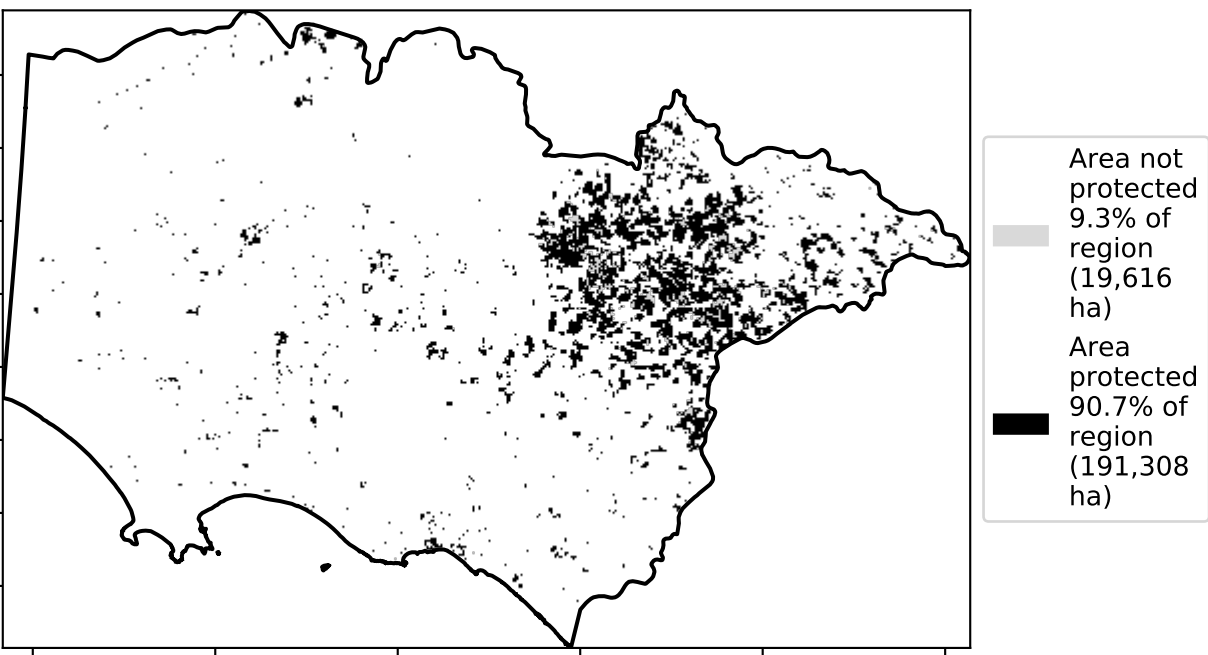 Area not
protected
9.3% of
region
(19,616
ha)
Area
protected
90.7% of
region
(191,308
ha)